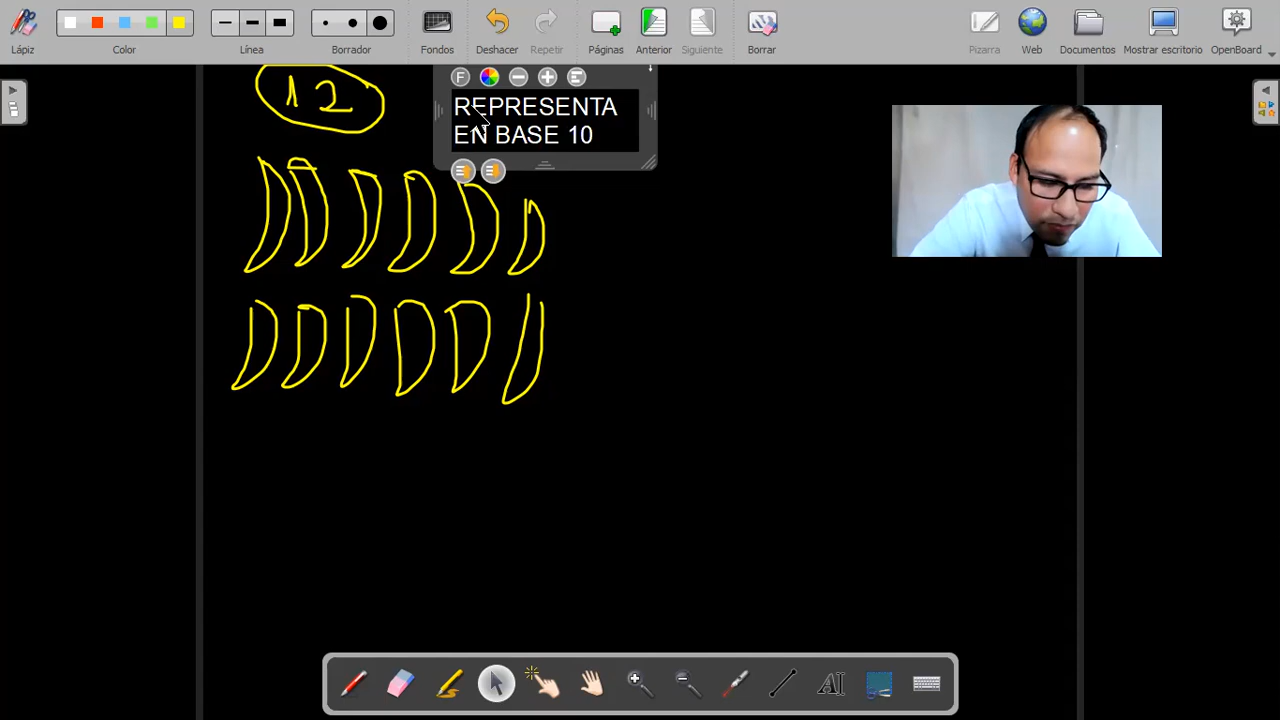 Lápiz Color Línea Borrador Fondos Deshacer Repetir Páginas Anterior Siguiente Borrar Pizarra Web Documentos Mostrar escritorio OpenBoard
12
F
REPRESENTA
EN BASE 10
AI